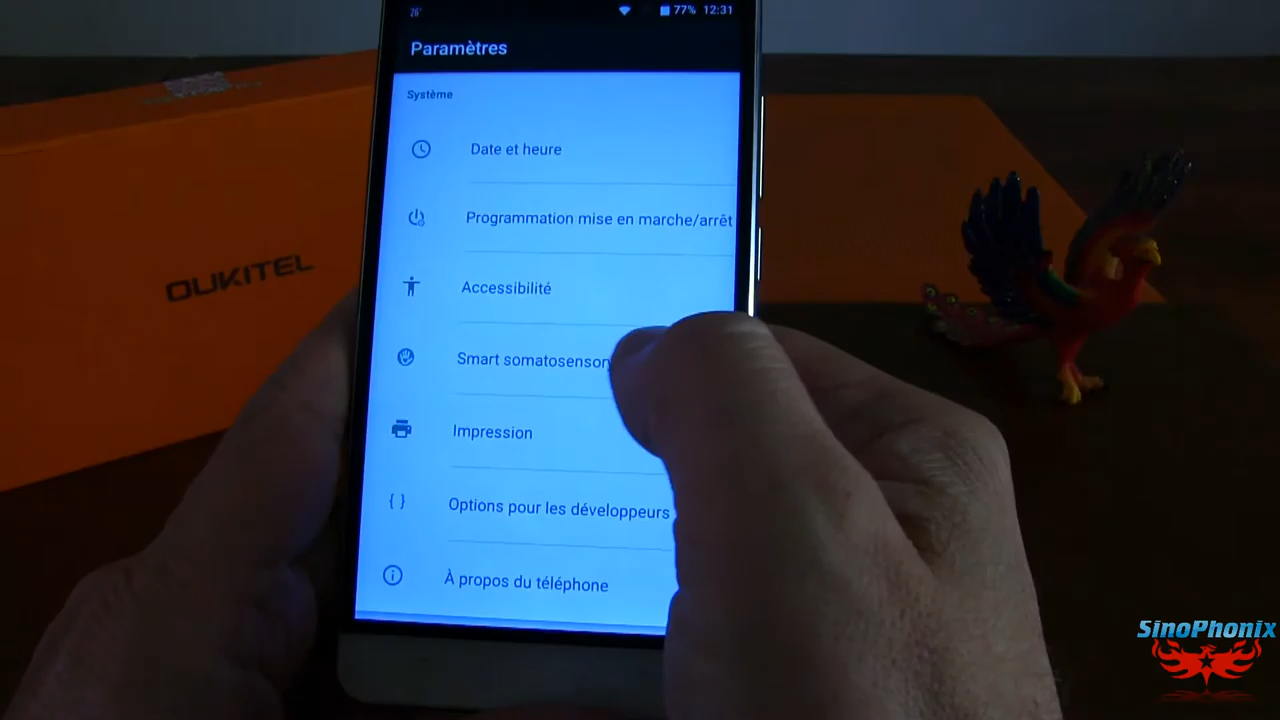 26°
77% 12:31
Paramètres
Système
Date et heure
Programmation mise en marche/arrêt
Accessibilité
Smart somatosensory
Impression
Options pour les développeurs
À propos du téléphone
OUKITEL
SinoPhonix